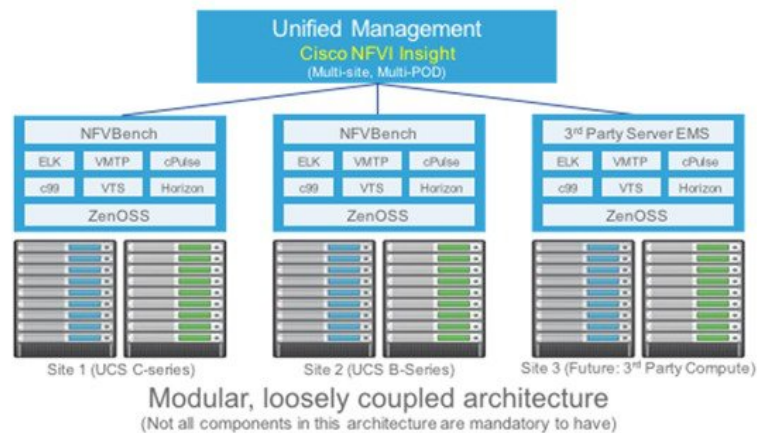 Unified Management
Cisco NFVI Insight
(Multi-site, Multi-POD)
NFVBench
ELK VMTP cPulse
c99 VTS Horizon
ZenOSS
NFVBench
ELK VMTP cPulse
c99 VTS Horizon
ZenOSS
3rd Party Server EMS
ELK VMTP cPulse
c99 VTS Horizon
ZenOSS
Site 1 (UCS C-series)
Site 2 (UCS B-Series)
Site 3 (Future: 3rd Party Compute)
Modular, loosely coupled architecture
(Not all components in this architecture are mandatory to have)